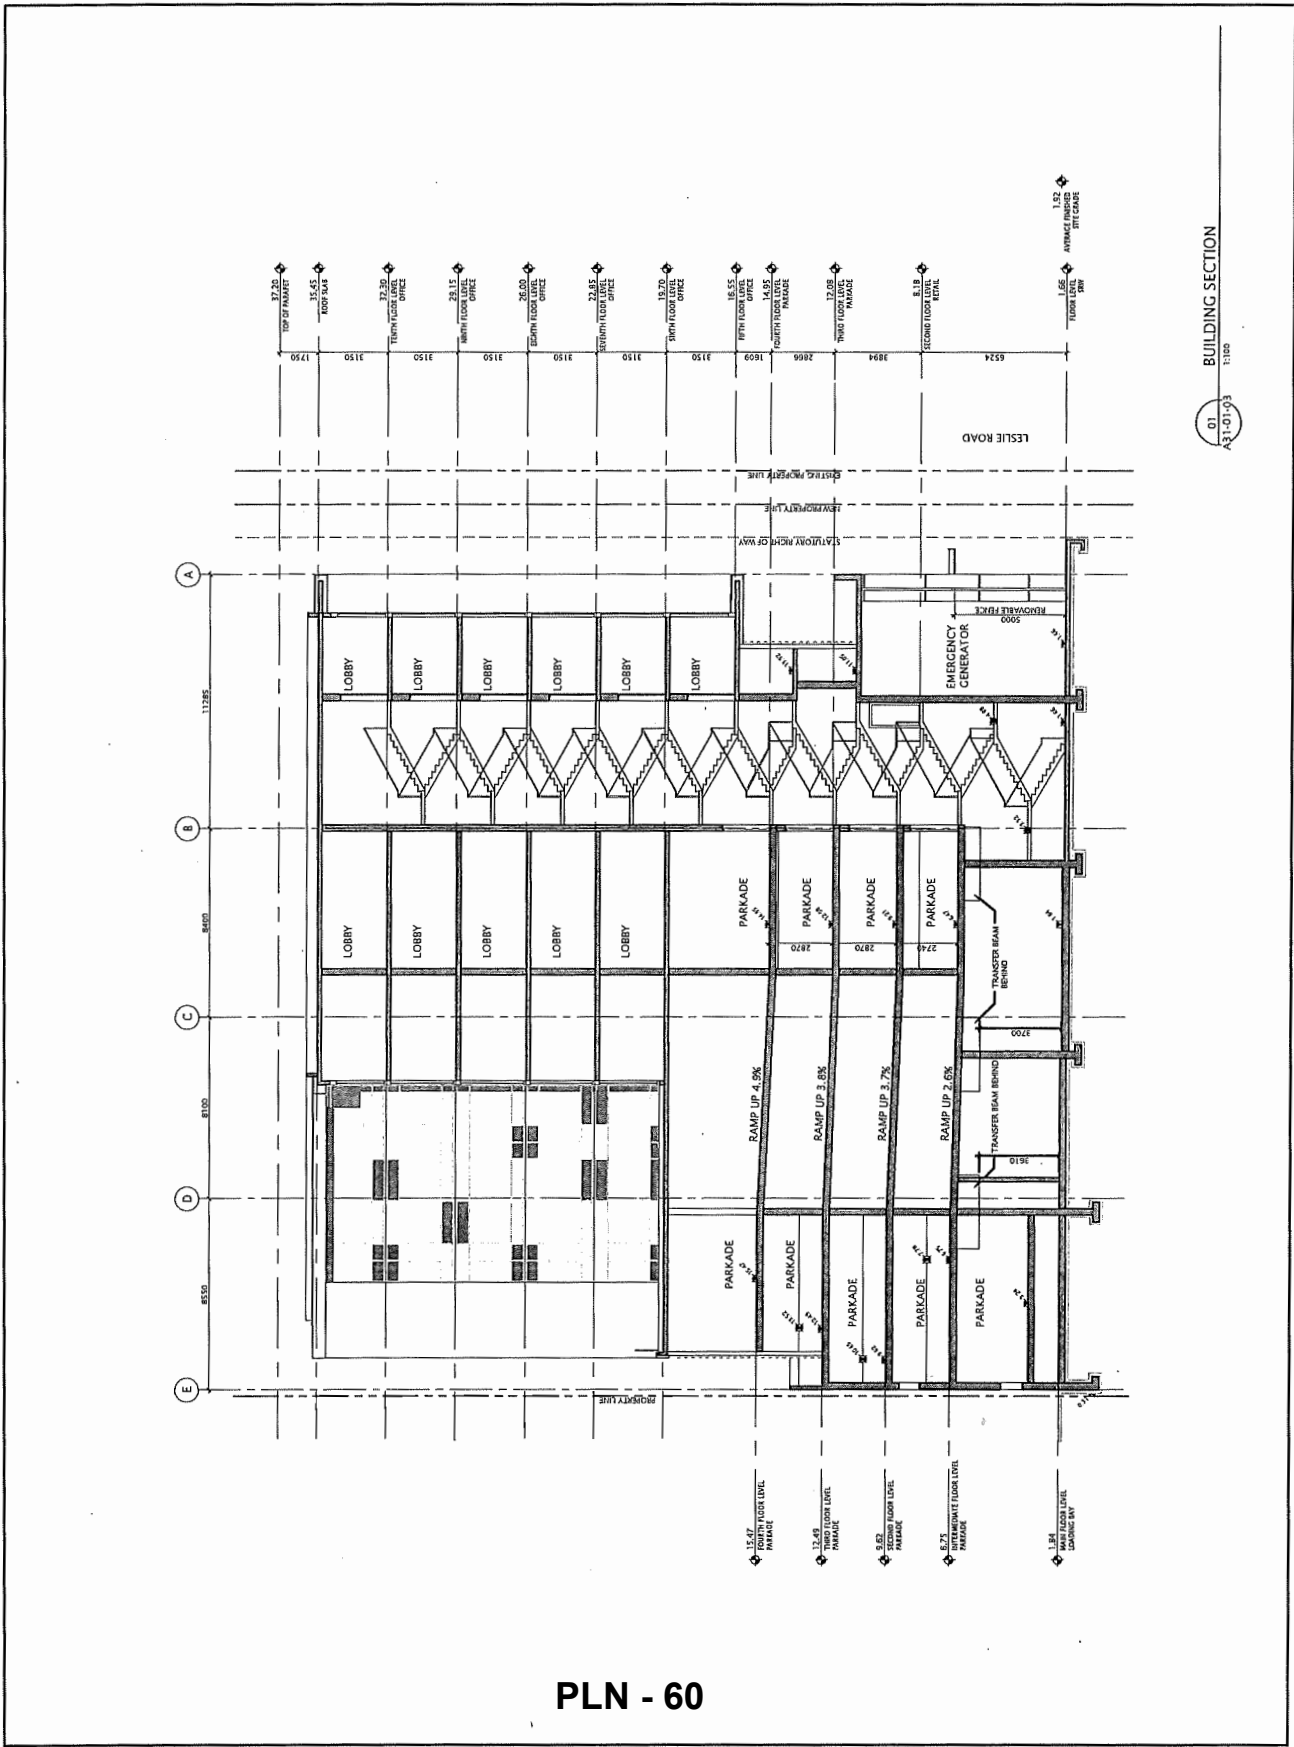 37.20
TOP OF PARAPET
35.45
ROOF SLAB
32.30
TENTH FLOOR LEVEL
OFFICE
29.15
NINTH FLOOR LEVEL
OFFICE
26.00
EIGHTH FLOOR LEVEL
OFFICE
22.85
SEVENTH FLOOR LEVEL
OFFICE
19.70
SIXTH FLOOR LEVEL
OFFICE
16.55
FIFTH FLOOR LEVEL
OFFICE
14.95
FOURTH FLOOR LEVEL
PARKADE
12.08
THIRD FLOOR LEVEL
PARKADE
8.18
SECOND FLOOR LEVEL
RETAIL
1.66
FLOOR LEVEL
SRW
1.92
AVERAGE FINISHED
SITE GRADE
1750
3150
3150
3150
3150
3150
3150
1609
2866
3894
6524
LESLIE ROAD
EXISTING PROPERTY LINE
NEW PROPERTY LINE
STATUTORY RIGHT OF WAY
A
B
C
D
E
11285
8400
8100
8550
LOBBY
LOBBY
LOBBY
LOBBY
LOBBY
LOBBY
EMERGENCY
GENERATOR
REMOVABLE FENCE
5000
LOBBY
LOBBY
LOBBY
LOBBY
LOBBY
PARKADE
PARKADE
PARKADE
PARKADE
2870
2870
2740
TRANSFER BEAM
BEHIND
3700
RAMP UP 4.9%
RAMP UP 3.8%
RAMP UP 3.7%
RAMP UP 2.6%
TRANSFER BEAM BEHIND
3610
PARKADE
PARKADE
PARKADE
PARKADE
PARKADE
PROPERTY LINE
15.47
FOURTH FLOOR LEVEL
PARKADE
12.49
THIRD FLOOR LEVEL
PARKADE
9.62
SECOND FLOOR LEVEL
PARKADE
6.75
INTERMEDIATE FLOOR LEVEL
PARKADE
1.84
MAIN FLOOR LEVEL
LOADING BAY
01
A31-01-03
BUILDING SECTION
1:100
PLN - 60